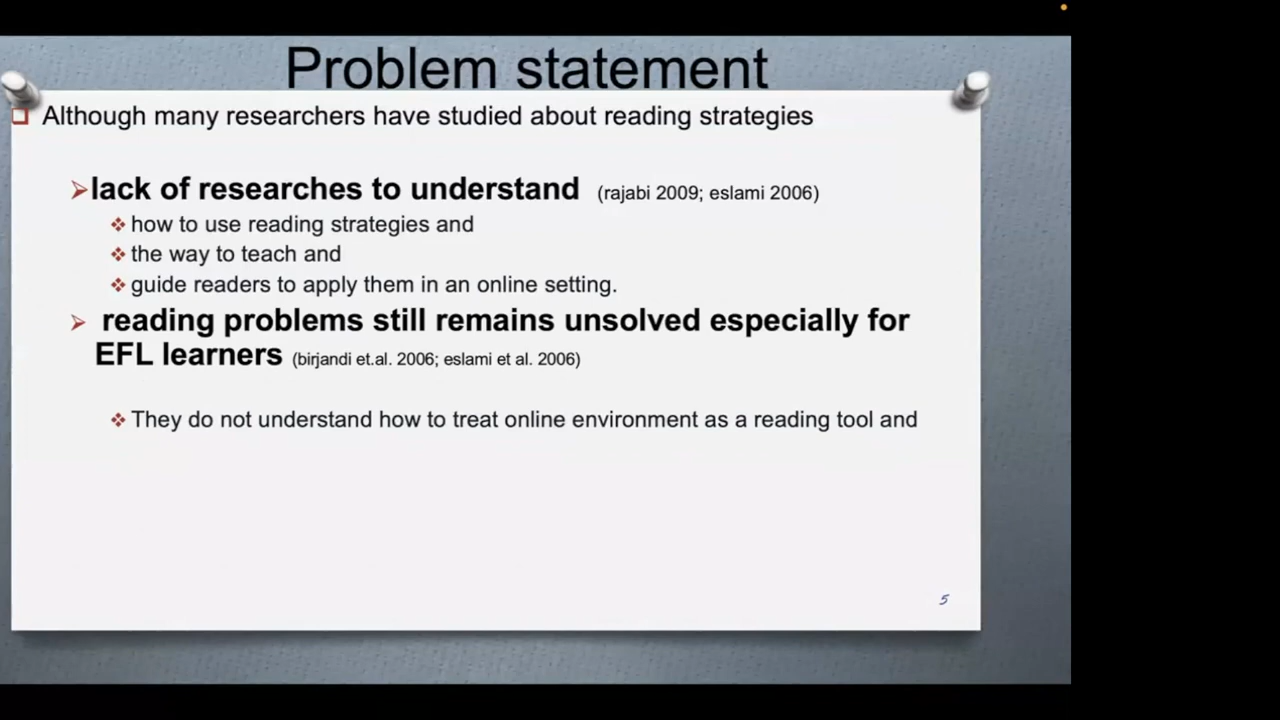 Problem statement
Although many researchers have studied about reading strategies
lack of researches to understand (rajabi 2009; eslami 2006)
how to use reading strategies and
the way to teach and
guide readers to apply them in an online setting.
reading problems still remains unsolved especially for
EFL learners (birjandi et.al. 2006; eslami et al. 2006)
They do not understand how to treat online environment as a reading tool and
5